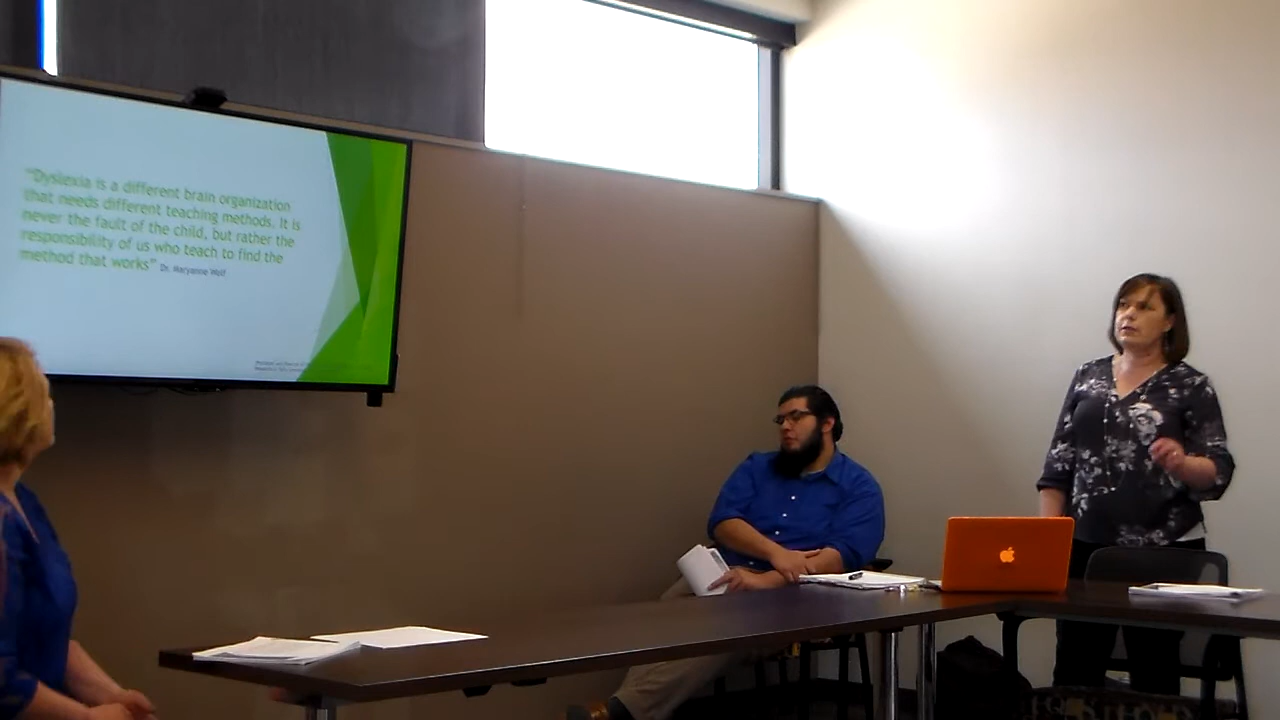 "Dyslexia is a different brain organization
that needs different teaching methods. It is
never the fault of the child, but rather the
responsibility of us who teach to find the
method that works" Dr. Maryanne Wolf